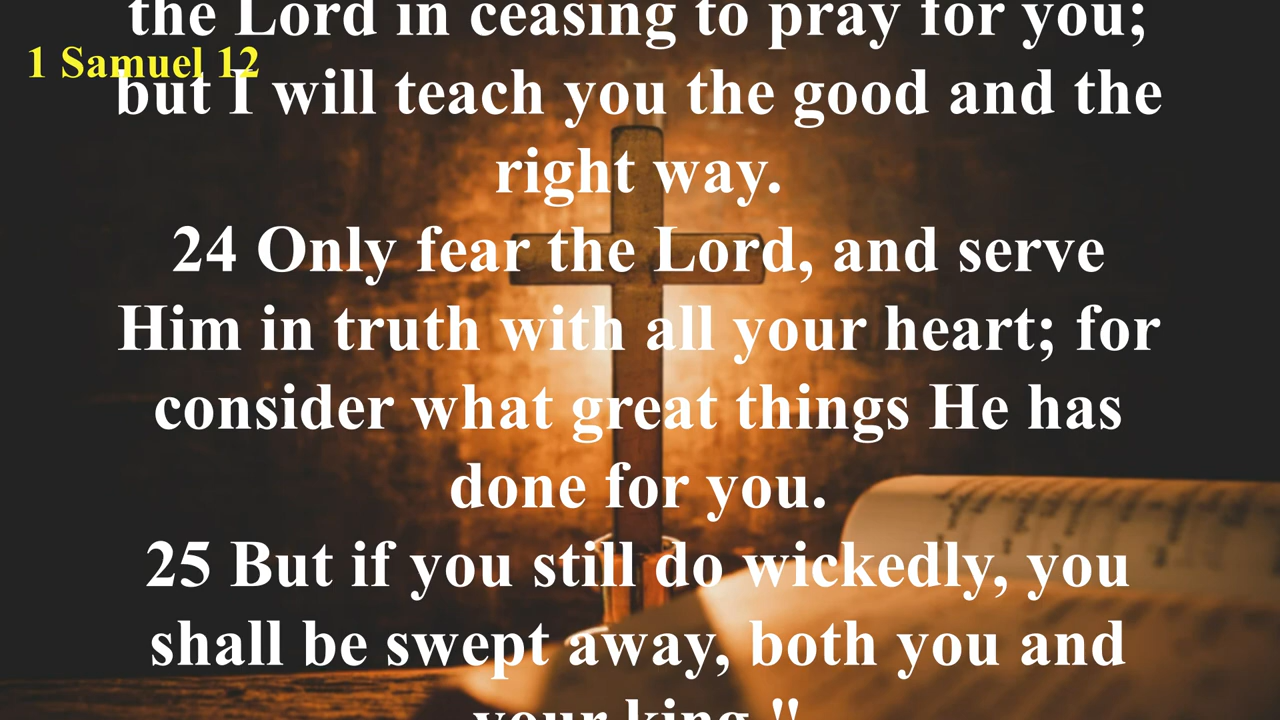 the Lord in ceasing to pray for you;
1 Samuel 12
but I will teach you the good and the
right way.
24 Only fear the Lord, and serve
Him in truth with all your heart; for
consider what great things He has
done for you.
25 But if you still do wickedly, you
shall be swept away, both you and
your king."